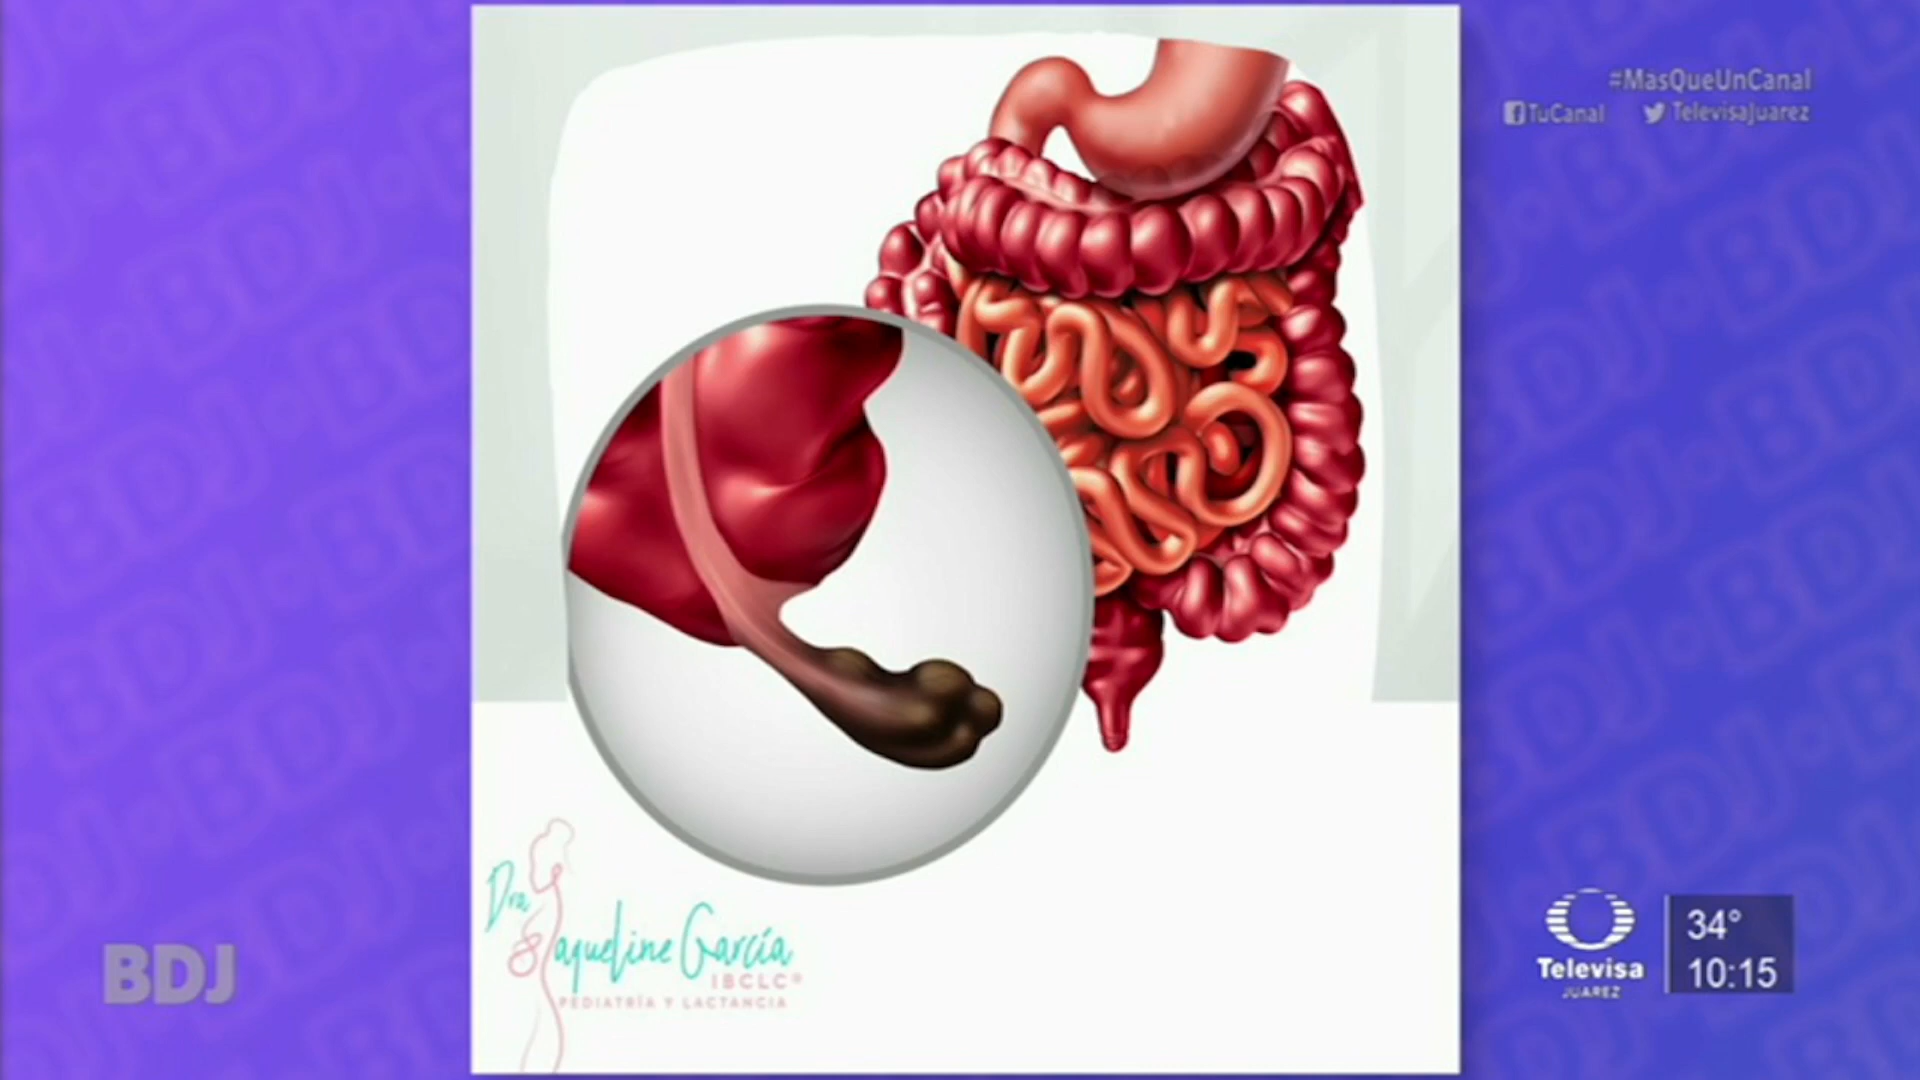 #MasQueUnCanal
TuCanal TelevisaJuarez
Dra. Jaqueline García
IBCLC®
PEDIATRÍA Y LACTANCIA
BDJ
Televisa
JUAREZ
34°
10:15